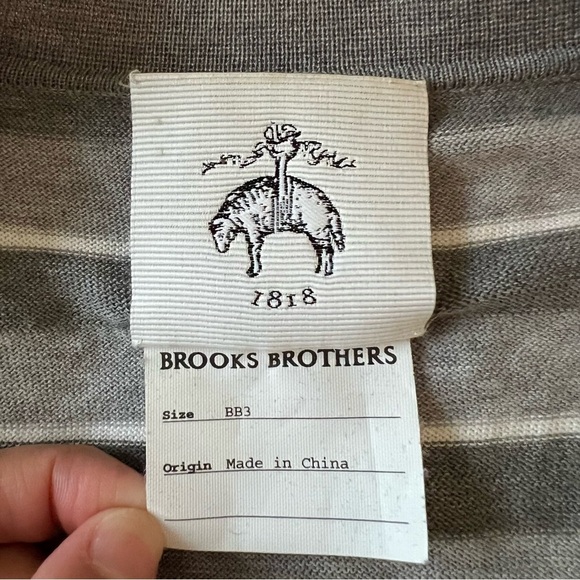 1818
BROOKS BROTHERS
Size BB3
Origin Made in China